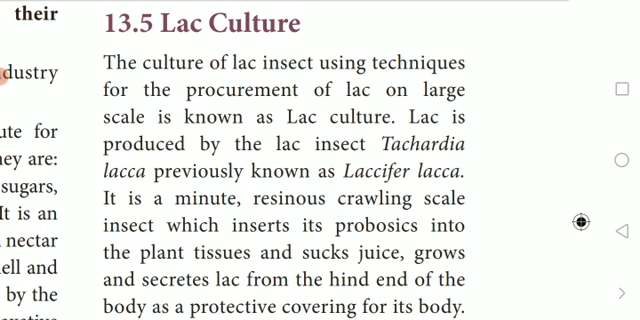 their
dustry
ute for
ney are:
sugars,
It is an
nectar
ell and
by the
13.5 Lac Culture
The culture of lac insect using techniques
for the procurement of lac on large
scale is known as Lac culture. Lac is
produced by the lac insect Tachardia
lacca previously known as Laccifer lacca.
It is a minute, resinous crawling scale
insect which inserts its probosics into
the plant tissues and sucks juice, grows
and secretes lac from the hind end of the
body as a protective covering for its body.